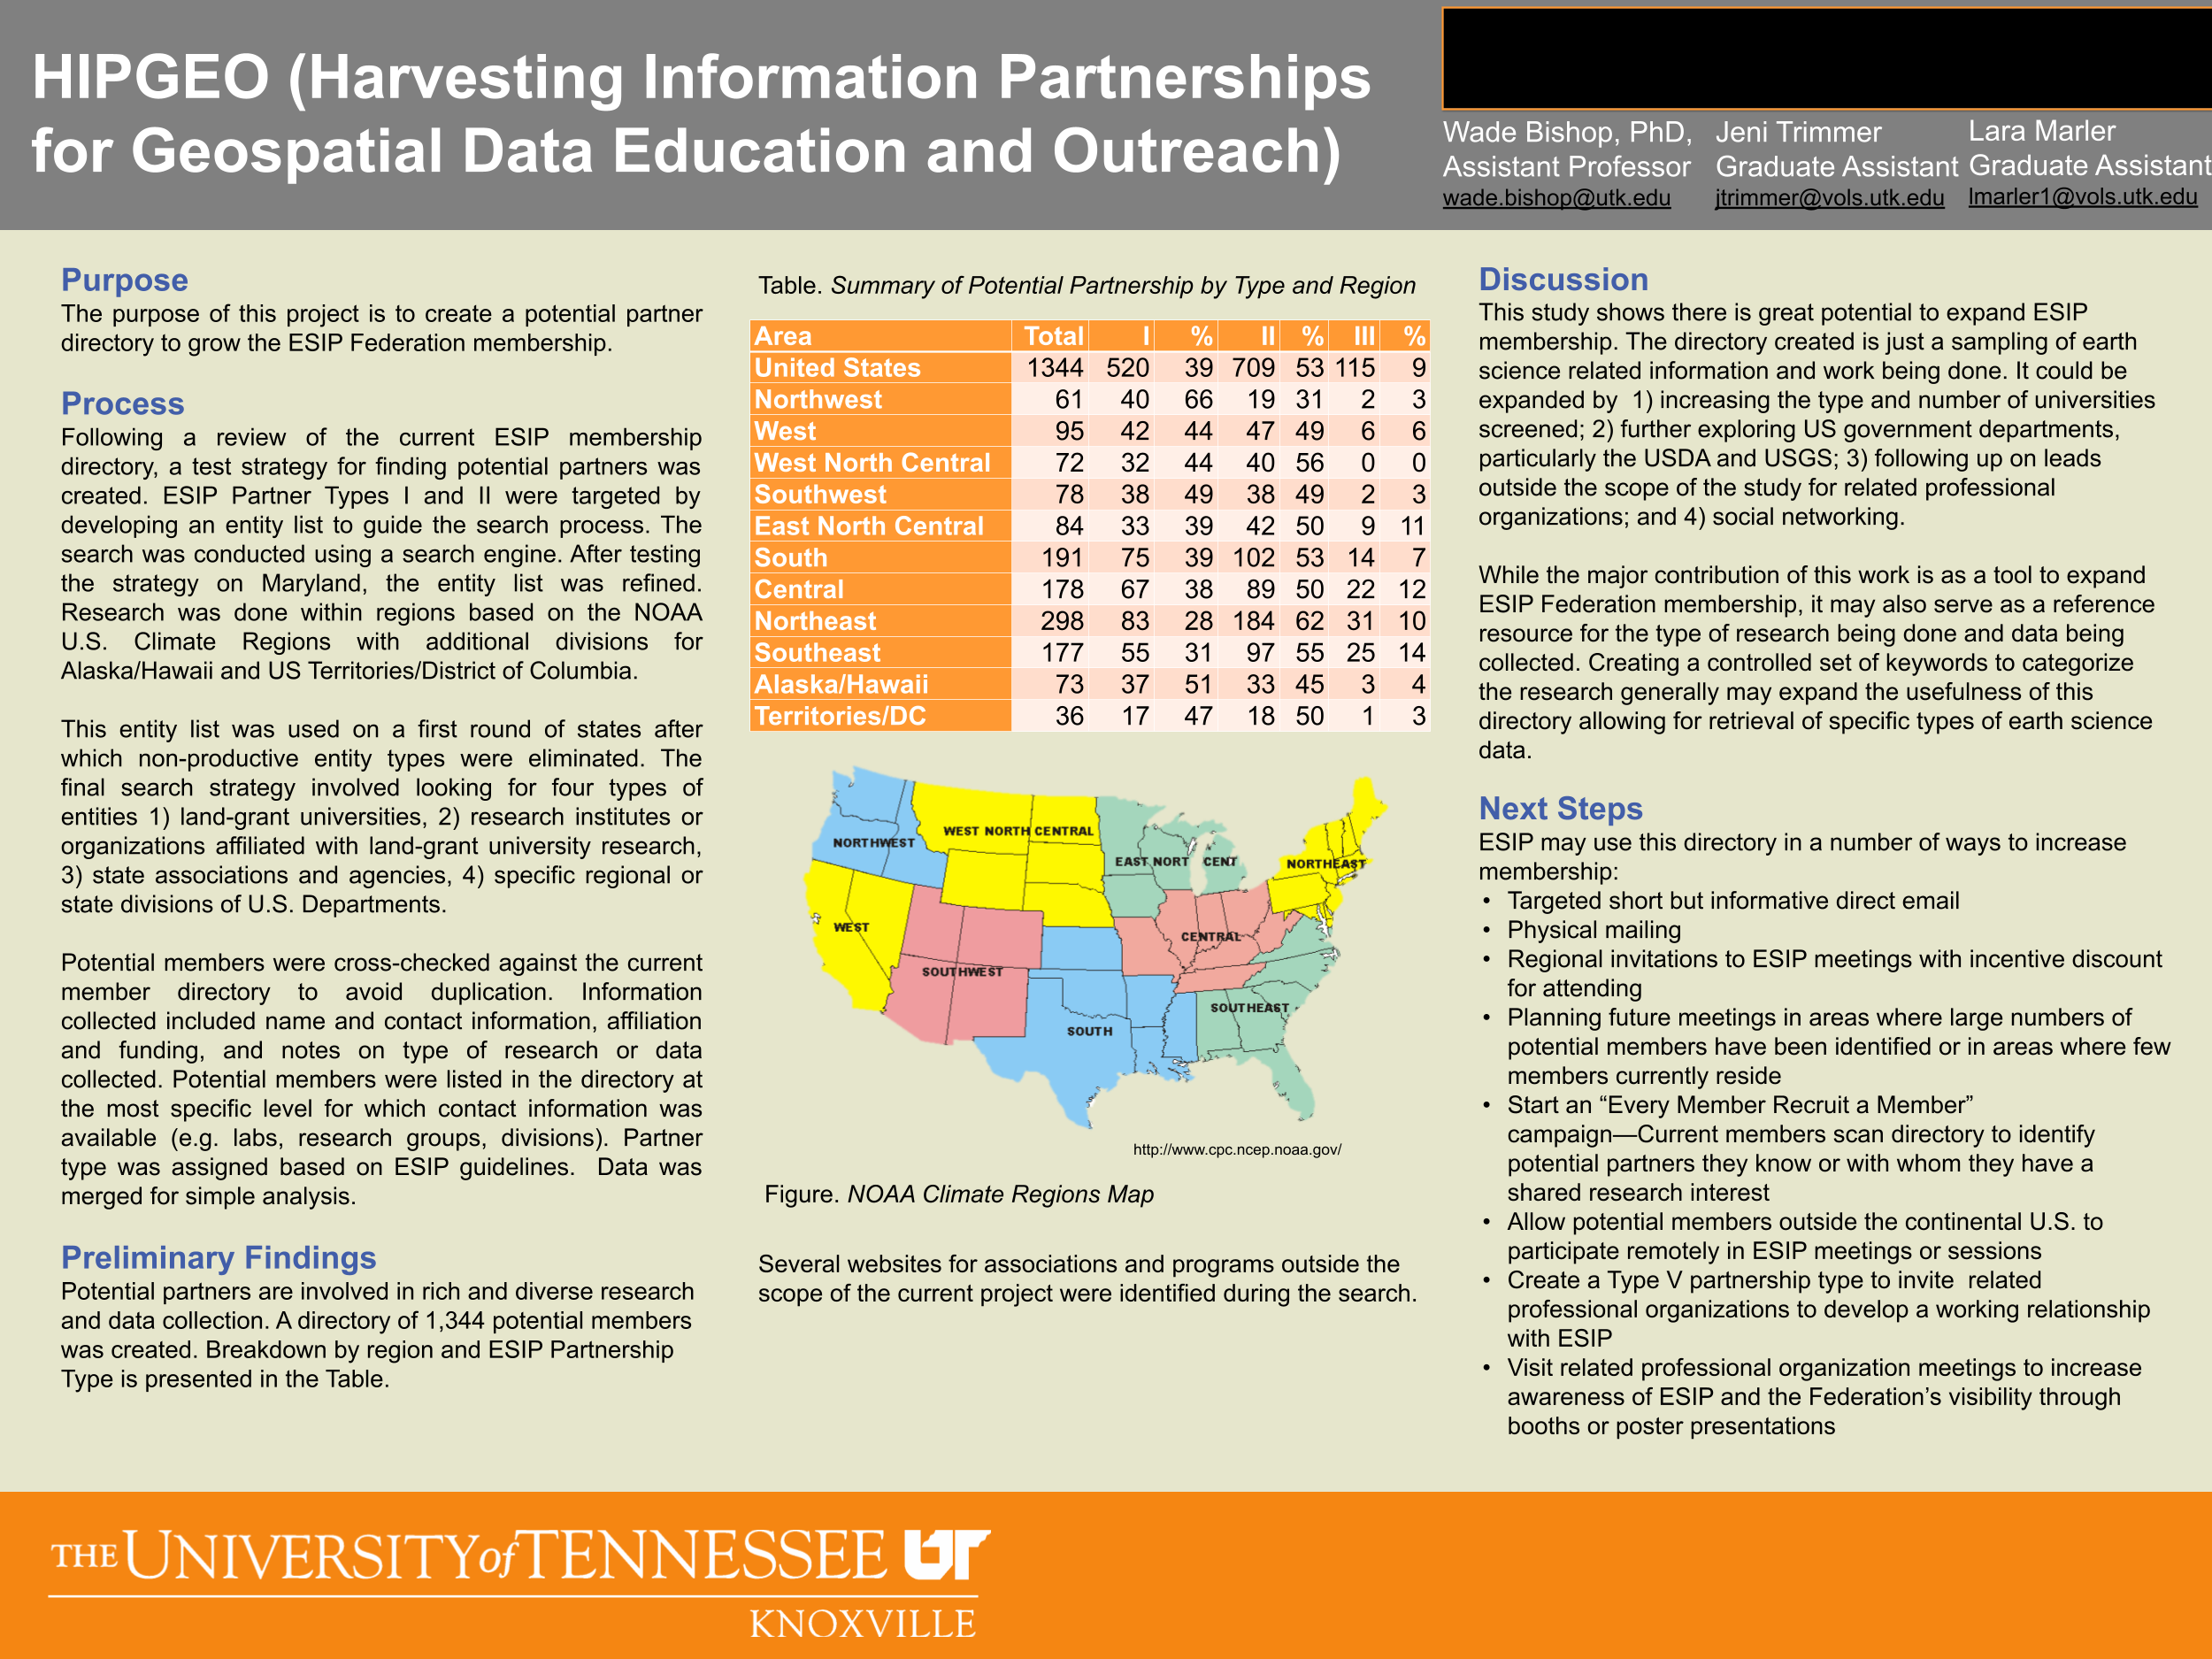 HIPGEO (Harvesting Information Partnerships
for Geospatial Data Education and Outreach)
Wade Bishop, PhD,
Assistant Professor
wade.bishop@utk.edu
Jeni Trimmer
Graduate Assistant
jtrimmer@vols.utk.edu
Lara Marler
Graduate Assistant
lmarler1@vols.utk.edu
Purpose
The purpose of this project is to create a potential partner
directory to grow the ESIP Federation membership.
Process
Following a review of the current ESIP membership
directory, a test strategy for finding potential partners was
created. ESIP Partner Types I and II were targeted by
developing an entity list to guide the search process. The
search was conducted using a search engine. After testing
the strategy on Maryland, the entity list was refined.
Research was done within regions based on the NOAA
U.S. Climate Regions with additional divisions for
Alaska/Hawaii and US Territories/District of Columbia.
This entity list was used on a first round of states after
which non-productive entity types were eliminated. The
final search strategy involved looking for four types of
entities 1) land-grant universities, 2) research institutes or
organizations affiliated with land-grant university research,
3) state associations and agencies, 4) specific regional or
state divisions of U.S. Departments.
Potential members were cross-checked against the current
member directory to avoid duplication. Information
collected included name and contact information, affiliation
and funding, and notes on type of research or data
collected. Potential members were listed in the directory at
the most specific level for which contact information was
available (e.g. labs, research groups, divisions). Partner
type was assigned based on ESIP guidelines. Data was
merged for simple analysis.
Preliminary Findings
Potential partners are involved in rich and diverse research
and data collection. A directory of 1,344 potential members
was created. Breakdown by region and ESIP Partnership
Type is presented in the Table.
Table. Summary of Potential Partnership by Type and Region
Area Total I % II % III %
United States 1344 520 39 709 53 115 9
Northwest 61 40 66 19 31 2 3
West 95 42 44 47 49 6 6
West North Central 72 32 44 40 56 0 0
Southwest 78 38 49 38 49 2 3
East North Central 84 33 39 42 50 9 11
South 191 75 39 102 53 14 7
Central 178 67 38 89 50 22 12
Northeast 298 83 28 184 62 31 10
Southeast 177 55 31 97 55 25 14
Alaska/Hawaii 73 37 51 33 45 3 4
Territories/DC 36 17 47 18 50 1 3
NORTHWEST
WEST NORTH CENTRAL
EAST NORT CENT
NORTHEAST
WEST
CENTRAL
SOUTHWEST
SOUTHEAST
SOUTH
http://www.cpc.ncep.noaa.gov/
Figure. NOAA Climate Regions Map
Several websites for associations and programs outside the
scope of the current project were identified during the search.
Discussion
This study shows there is great potential to expand ESIP
membership. The directory created is just a sampling of earth
science related information and work being done. It could be
expanded by 1) increasing the type and number of universities
screened; 2) further exploring US government departments,
particularly the USDA and USGS; 3) following up on leads
outside the scope of the study for related professional
organizations; and 4) social networking.
While the major contribution of this work is as a tool to expand
ESIP Federation membership, it may also serve as a reference
resource for the type of research being done and data being
collected. Creating a controlled set of keywords to categorize
the research generally may expand the usefulness of this
directory allowing for retrieval of specific types of earth science
data.
Next Steps
ESIP may use this directory in a number of ways to increase
membership:
• Targeted short but informative direct email
• Physical mailing
• Regional invitations to ESIP meetings with incentive discount
for attending
• Planning future meetings in areas where large numbers of
potential members have been identified or in areas where few
members currently reside
• Start an “Every Member Recruit a Member”
campaign—Current members scan directory to identify
potential partners they know or with whom they have a
shared research interest
• Allow potential members outside the continental U.S. to
participate remotely in ESIP meetings or sessions
• Create a Type V partnership type to invite related
professional organizations to develop a working relationship
with ESIP
• Visit related professional organization meetings to increase
awareness of ESIP and the Federation’s visibility through
booths or poster presentations
THE UNIVERSITY of TENNESSEE UT
KNOXVILLE